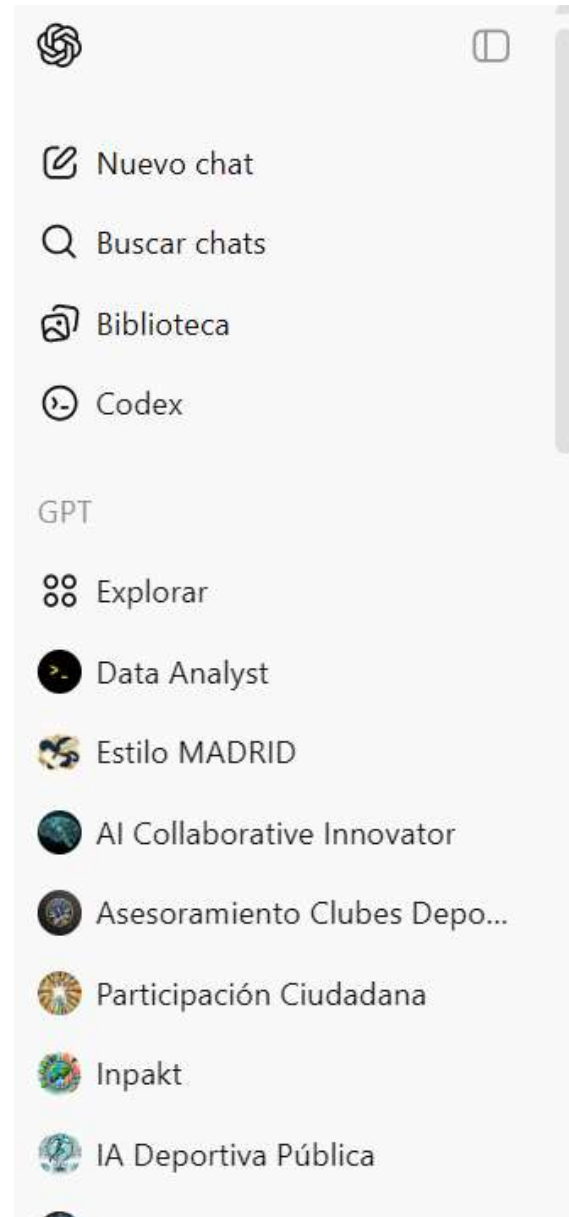 Nuevo chat
Buscar chats
Biblioteca
Codex
GPT
Explorar
Data Analyst
Estilo MADRID
AI Collaborative Innovator
Asesoramiento Clubes Depo...
Participación Ciudadana
Inpakt
IA Deportiva Pública